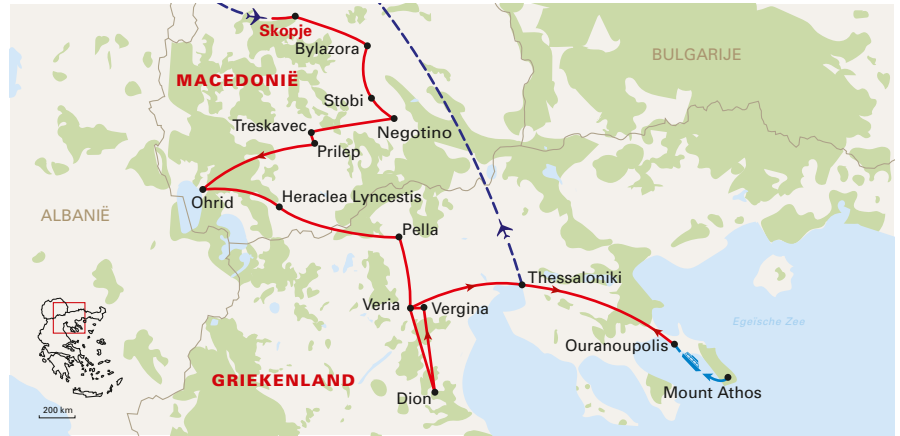 Skopje
Bylazora
BULGARIJE
MACEDONIË
Stobi
Treskavec
Negotino
Prilep
Ohrid
Heraclea Lyncestis
ALBANIË
Pella
Thessaloniki
Veria
Vergina
Egeïsche Zee
Ouranoupolis
GRIEKENLAND
Mount Athos
Dion
200 km